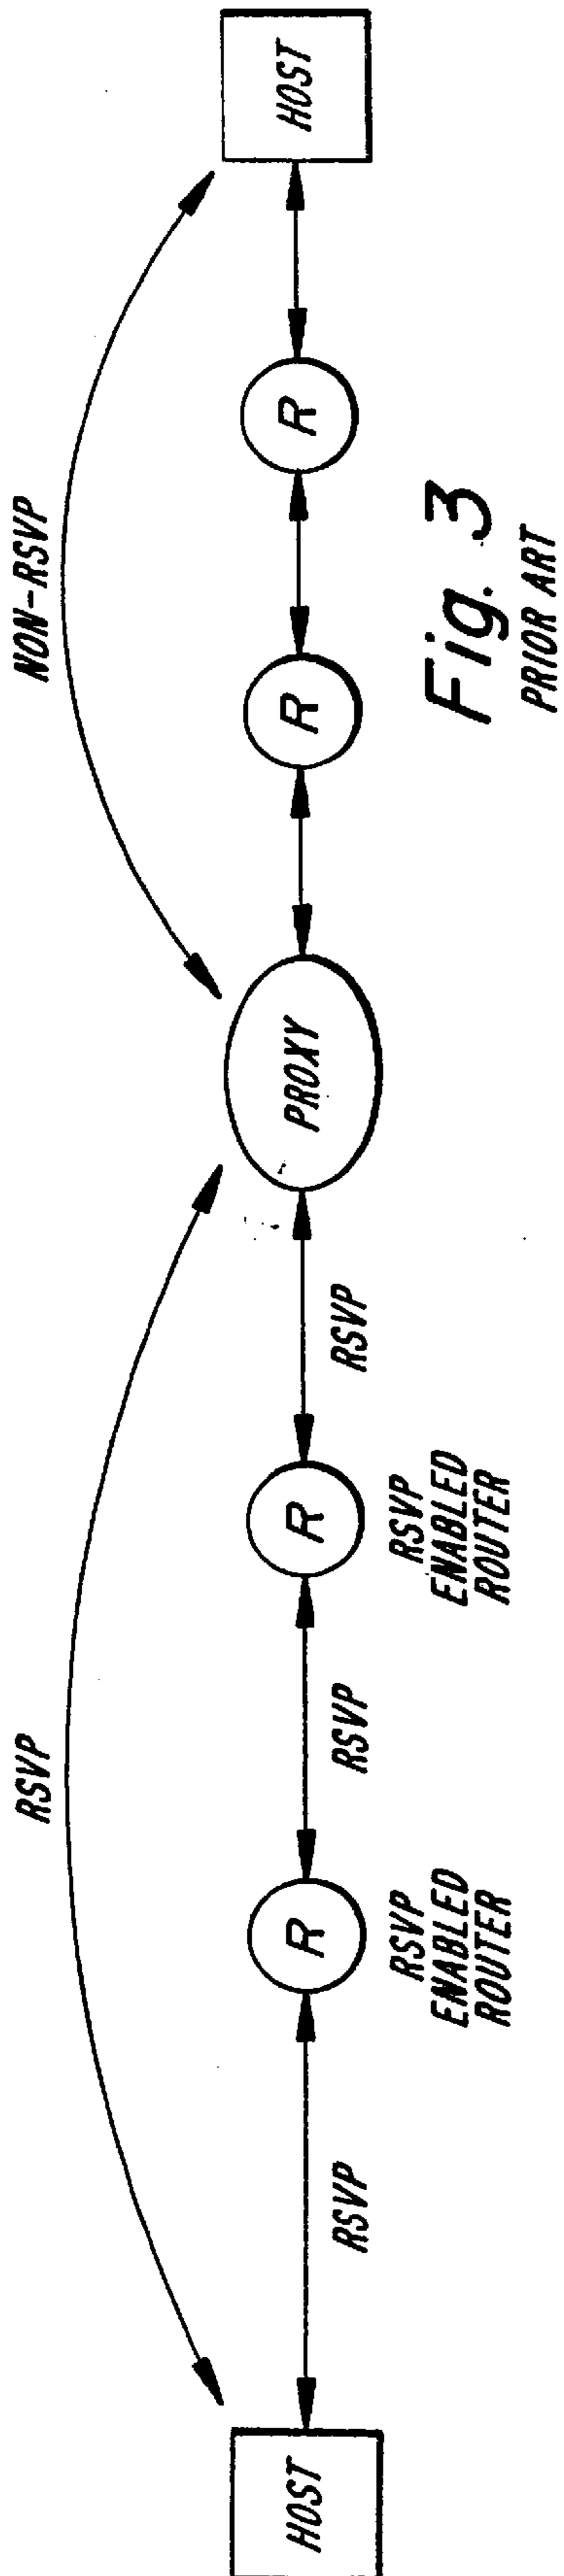 RSVP
NON-RSVP
HOST
RSVP
R
RSVP
R
RSVP
PROXY
R
R
HOST
RSVP
ENABLED
ROUTER
RSVP
ENABLED
ROUTER
Fig. 3
PRIOR ART